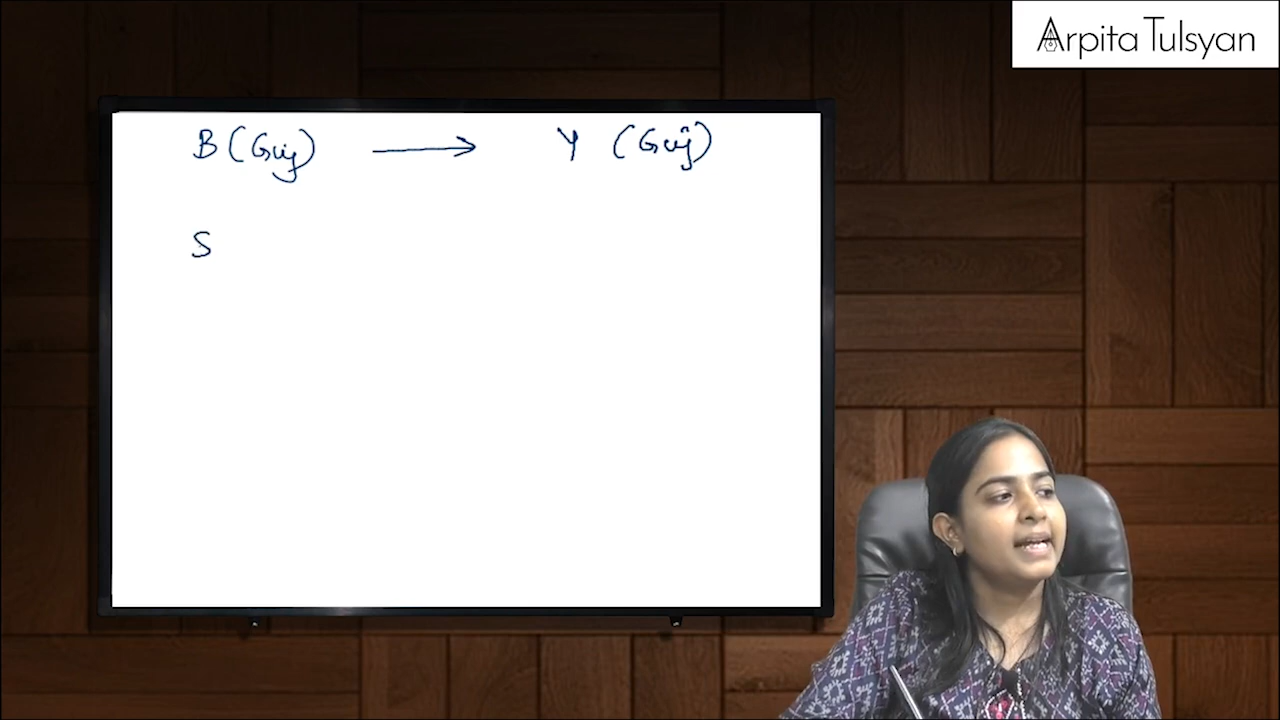 Arpita Tulsyan
B (Guj) → Y (Guj)
S